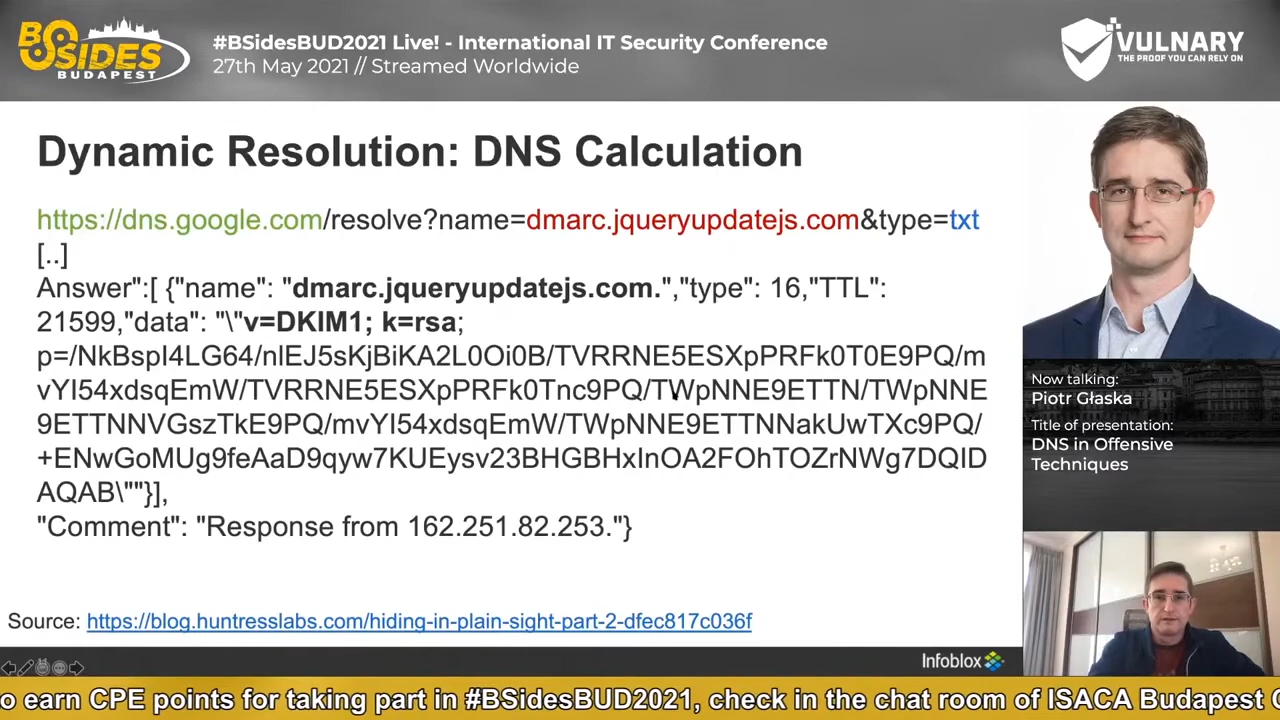 BSIDES
BUDAPEST
#BSidesBUD2021 Live! - International IT Security Conference
27th May 2021 // Streamed Worldwide
VULNARY
THE PROOF YOU CAN RELY ON
Dynamic Resolution: DNS Calculation
https://dns.google.com/resolve?name=dmarc.jqueryupdatejs.com&type=txt
[..]
Answer":[ {"name": "dmarc.jqueryupdatejs.com.","type": 16,"TTL":
21599,"data": "\"v=DKIM1; k=rsa;
p=/NkBspI4LG64/nlEJ5sKjBiKA2L0Oi0B/TVRRNE5ESXpPRFk0T0E9PQ/m
vYI54xdsqEmW/TVRRNE5ESXpPRFk0Tnc9PQ/TWpNNE9ETTN/TWpNNE
9ETTNNVGszTkE9PQ/mvYI54xdsqEmW/TWpNNE9ETTNNakUwTXc9PQ/
+ENwGoMUg9feAaD9qyw7KUEysv23BHGBHxlnOA2FOhTOZrNWg7DQID
AQAB\""}],
"Comment": "Response from 162.251.82.253."}
Source: https://blog.huntresslabs.com/hiding-in-plain-sight-part-2-dfec817c036f
Infoblox
Now talking:
Piotr Głaska
Title of presentation:
DNS in Offensive
Techniques
o earn CPE points for taking part in #BSidesBUD2021, check in the chat room of ISACA Budapest